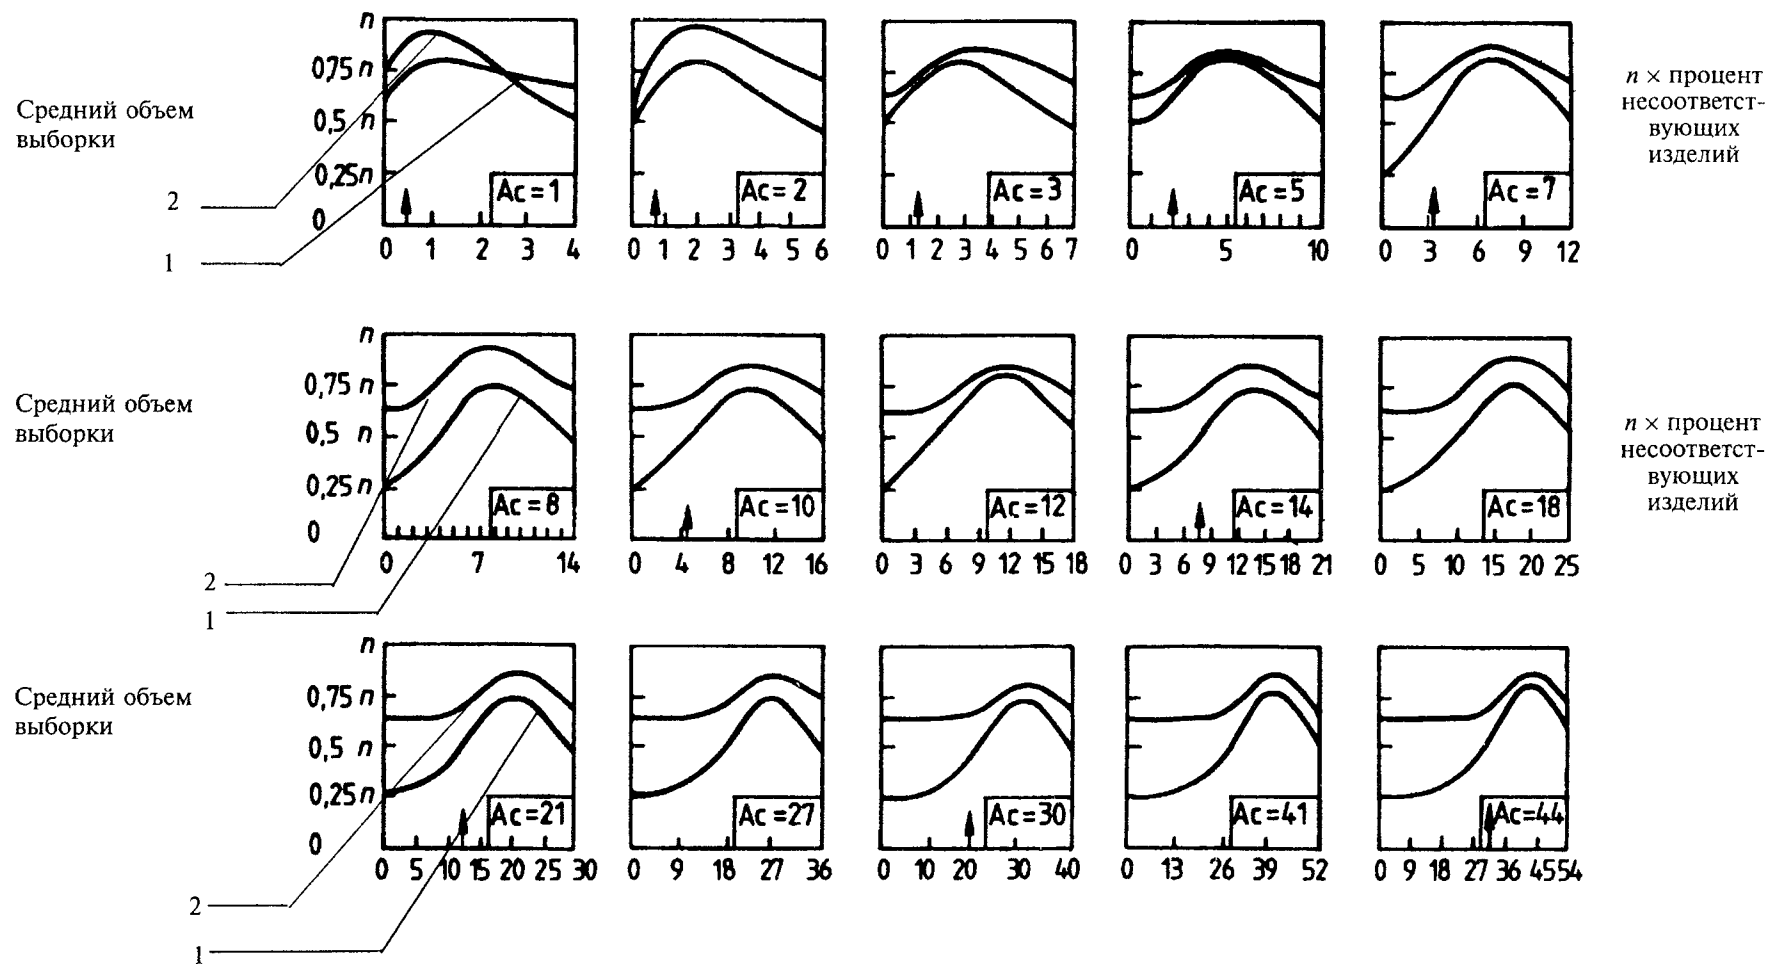 n
0,75 n
0,5 n
0,25n
0
Средний объем
выборки
2
1
Ac=1
0 1 2 3 4
Ac=2
0 1 2 3 4 5 6
Ac=3
0 1 2 3 4 5 6 7
Ac=5
0 5 10
Ac=7
0 3 6 9 12
n × процент
несоответст-
вующих
изделий
n
0,75 n
0,5 n
0,25 n
0
Средний объем
выборки
2
1
Ac=8
0 7 14
Ac=10
0 4 8 12 16
Ac=12
0 3 6 9 12 15 18
Ac=14
0 3 6 9 12 15 18 21
Ac=18
0 5 10 15 20 25
n × процент
несоответст-
вующих
изделий
n
0,75 n
0,5 n
0,25 n
0
Средний объем
выборки
2
1
Ac=21
0 5 10 15 20 25 30
Ac=27
0 9 18 27 36
Ac=30
0 10 20 30 40
Ac=41
0 13 26 39 52
Ac=44
0 9 18 27 36 45 54